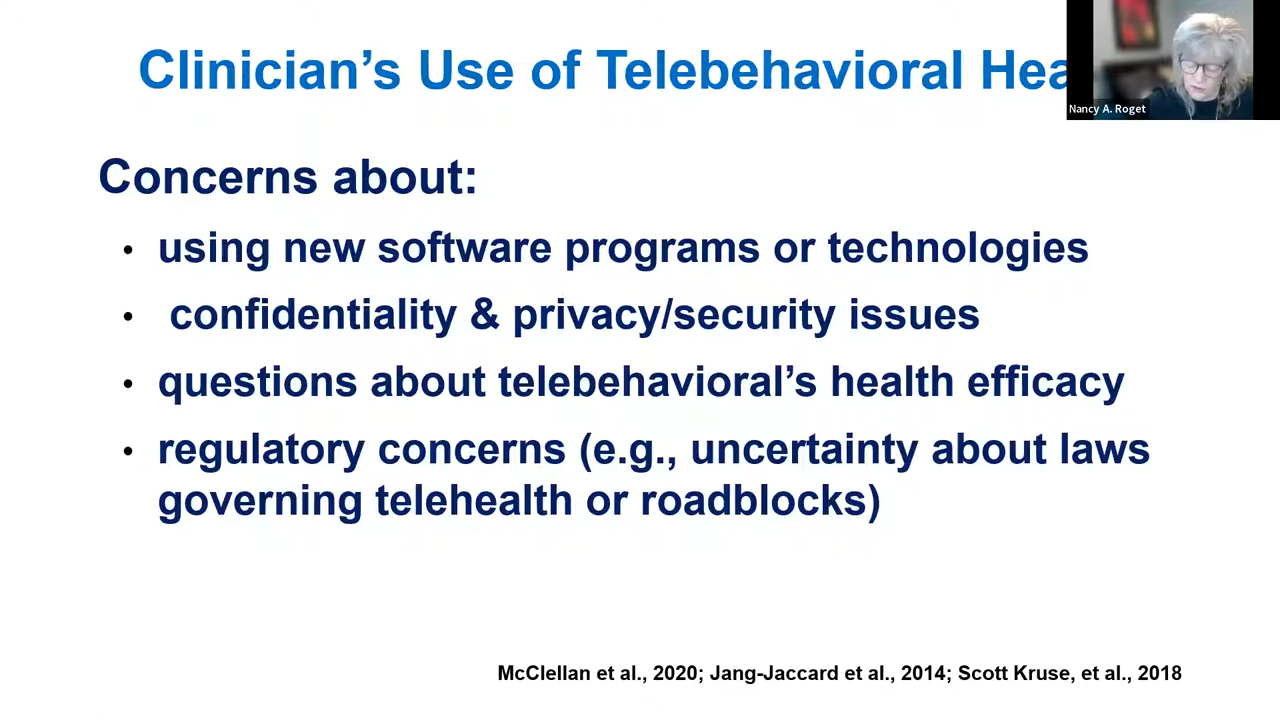 Clinician’s Use of Telebehavioral Hea
Nancy A. Roget
Concerns about:
• using new software programs or technologies
• confidentiality & privacy/security issues
• questions about telebehavioral’s health efficacy
• regulatory concerns (e.g., uncertainty about laws
governing telehealth or roadblocks)
McClellan et al., 2020; Jang-Jaccard et al., 2014; Scott Kruse, et al., 2018